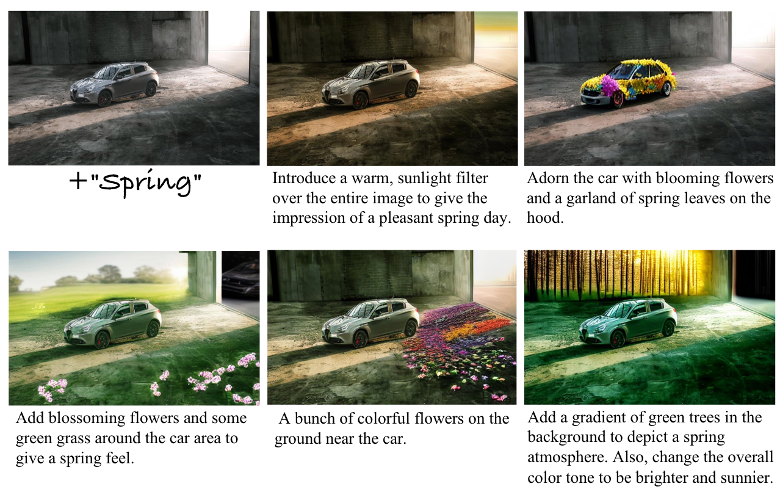 +"Spring"
Introduce a warm, sunlight filter
over the entire image to give the
impression of a pleasant spring day.
Adorn the car with blooming flowers
and a garland of spring leaves on the
hood.
Add blossoming flowers and some
green grass around the car area to
give a spring feel.
A bunch of colorful flowers on the
ground near the car.
Add a gradient of green trees in the
background to depict a spring
atmosphere. Also, change the overall
color tone to be brighter and sunnier.